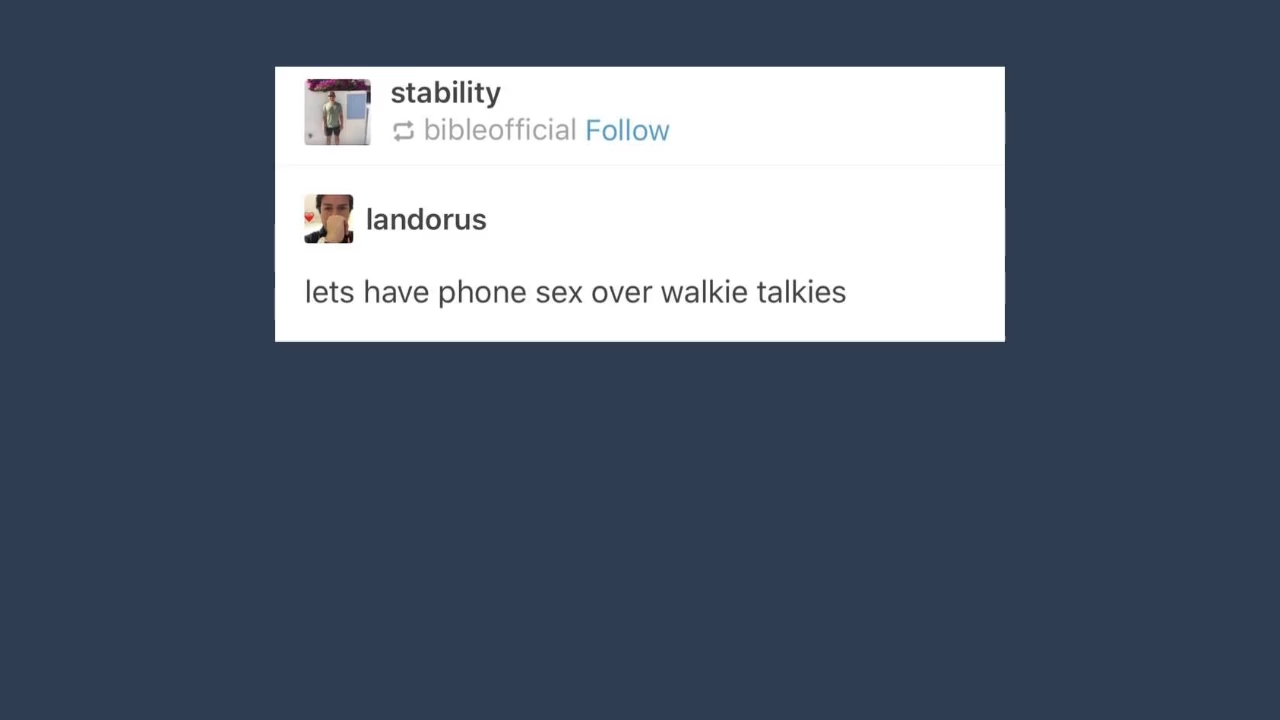 stability
bibleofficial Follow
landorus
lets have phone sex over walkie talkies